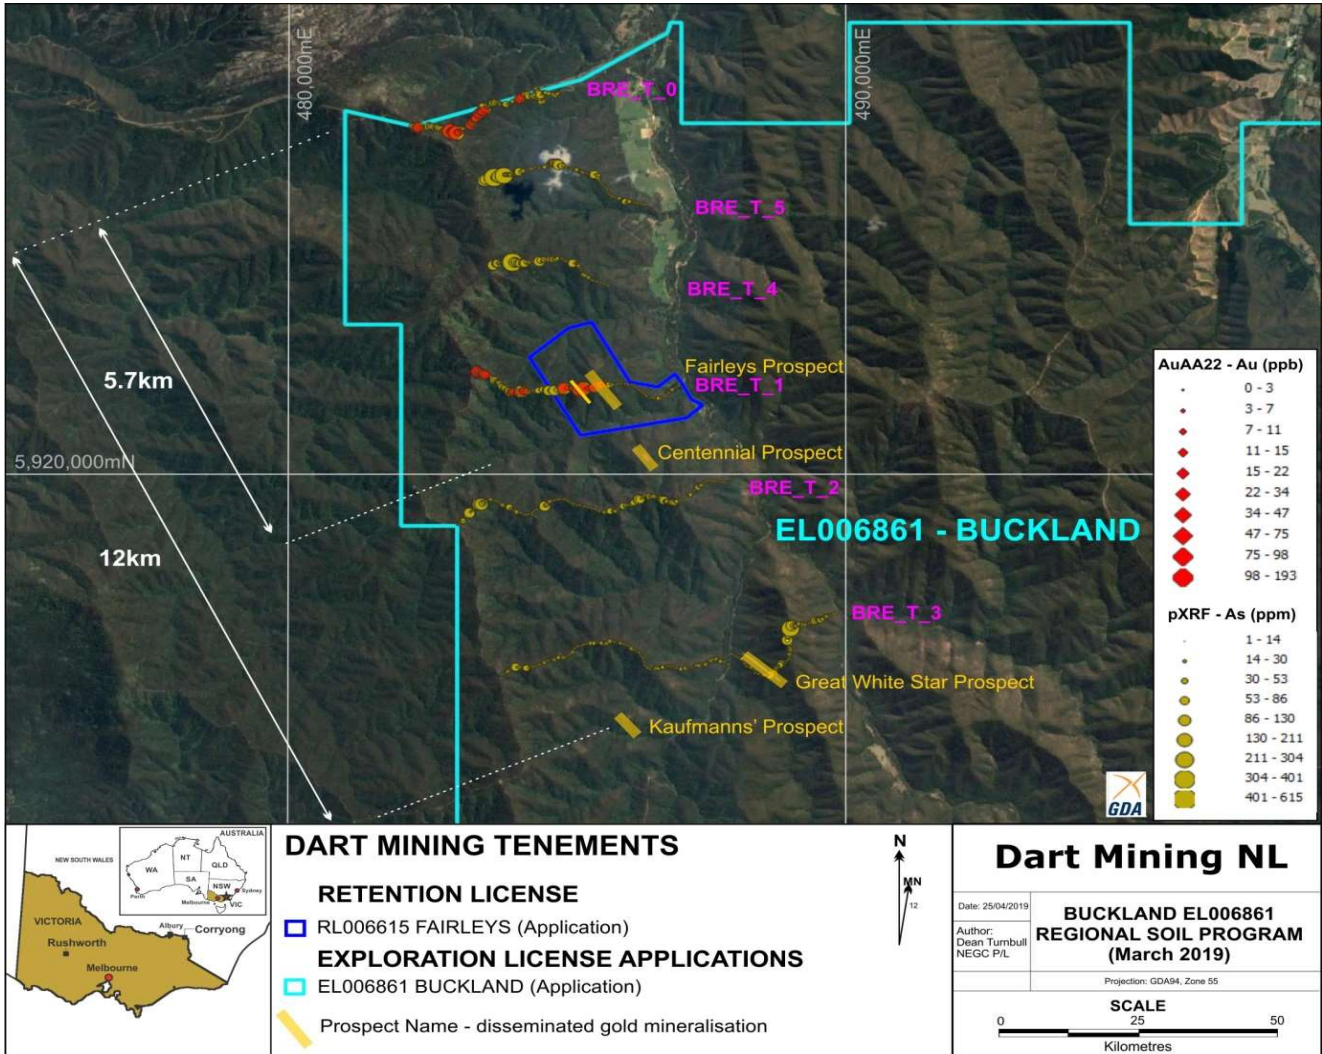 480,000mE
490,000mE
BRE_T_0
BRE_T_5
BRE_T_4
5.7km
Fairleys Prospect
BRE_T_1
AuAA22 - Au (ppb)
0 - 3
3 - 7
7 - 11
11 - 15
15 - 22
22 - 34
34 - 47
47 - 75
75 - 98
98 - 193
5,920,000mN
Centennial Prospect
BRE_T_2
EL006861 - BUCKLAND
12km
BRE_T_3
pXRF - As (ppm)
1 - 14
14 - 30
30 - 53
53 - 86
86 - 130
130 - 211
211 - 304
304 - 401
401 - 615
Great White Star Prospect
Kaufmanns' Prospect
GDA
AUSTRALIA
NEW SOUTH WALES
NT
WA
QLD
SA
NSW
Perth
Sydney
Melbourne
VIC
VICTORIA
Albury
Corryong
Rushworth
Melbourne
DART MINING TENEMENTS
RETENTION LICENSE
RL006615 FAIRLEYS (Application)
EXPLORATION LICENSE APPLICATIONS
EL006861 BUCKLAND (Application)
Prospect Name - disseminated gold mineralisation
N
MN
12
Dart Mining NL
Date: 25/04/2019
Author:
Dean Turnbull
NEGC P/L
BUCKLAND EL006861
REGIONAL SOIL PROGRAM
(March 2019)
Projection: GDA94, Zone 55
SCALE
0 25 50
Kilometres